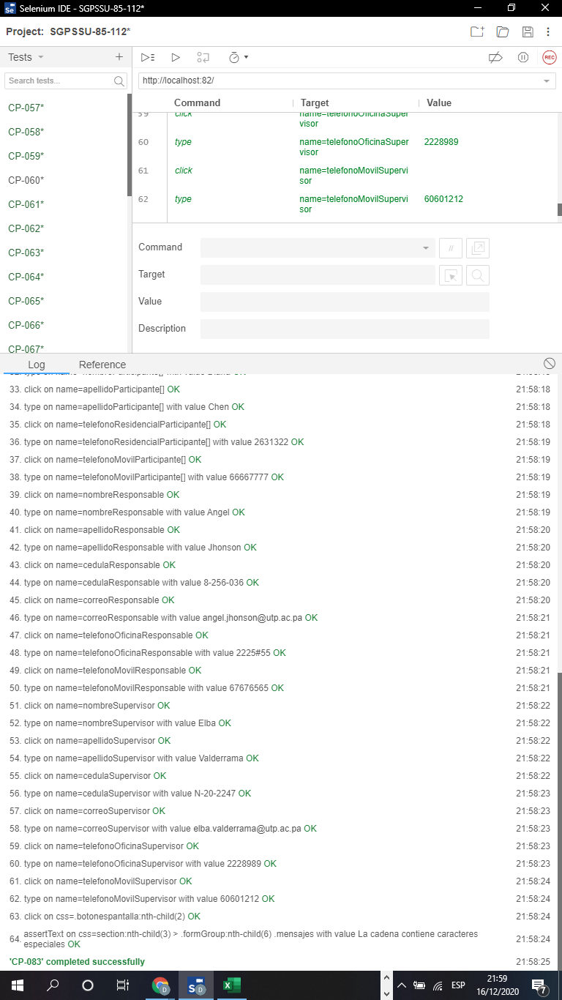 Selenium IDE - SGPSSU-85-112*
Project: SGPSSU-85-112*
Tests
Search tests...
CP-057*
CP-058*
CP-059*
CP-060*
CP-061*
CP-062*
CP-063*
CP-064*
CP-065*
CP-066*
CP-067*
REC
http://localhost:82/
Command Target Value
59 click name=telefonoOficinaSuper
visor
60 type name=telefonoOficinaSuper 2228989
visor
61 click name=telefonoMovilSupervi
sor
62 type name=telefonoMovilSupervi 60601212
sor
Command
//
Target
Value
Description
Log Reference
33. click on name=apellidoParticipante[] OK 21:58:18
34. type on name=apellidoParticipante[] with value Chen OK 21:58:18
35. click on name=telefonoResidencialParticipante[] OK 21:58:18
36. type on name=telefonoResidencialParticipante[] with value 2631322 OK 21:58:19
37. click on name=telefonoMovilParticipante[] OK 21:58:19
38. type on name=telefonoMovilParticipante[] with value 66667777 OK 21:58:19
39. click on name=nombreResponsable OK 21:58:19
40. type on name=nombreResponsable with value Angel OK 21:58:19
41. click on name=apellidoResponsable OK 21:58:20
42. type on name=apellidoResponsable with value Jhonson OK 21:58:20
43. click on name=cedulaResponsable OK 21:58:20
44. type on name=cedulaResponsable with value 8-256-036 OK 21:58:20
45. click on name=correoResponsable OK 21:58:20
46. type on name=correoResponsable with value angel.jhonson@utp.ac.pa OK 21:58:21
47. click on name=telefonoOficinaResponsable OK 21:58:21
48. type on name=telefonoOficinaResponsable with value 2225#55 OK 21:58:21
49. click on name=telefonoMovilResponsable OK 21:58:21
50. type on name=telefonoMovilResponsable with value 67676565 OK 21:58:21
51. click on name=nombreSupervisor OK 21:58:22
52. type on name=nombreSupervisor with value Elba OK 21:58:22
53. click on name=apellidoSupervisor OK 21:58:22
54. type on name=apellidoSupervisor with value Valderrama OK 21:58:22
55. click on name=cedulaSupervisor OK 21:58:22
56. type on name=cedulaSupervisor with value N-20-2247 OK 21:58:23
57. click on name=correoSupervisor OK 21:58:23
58. type on name=correoSupervisor with value elba.valderrama@utp.ac.pa OK 21:58:23
59. click on name=telefonoOficinaSupervisor OK 21:58:23
60. type on name=telefonoOficinaSupervisor with value 2228989 OK 21:58:23
61. click on name=telefonoMovilSupervisor OK 21:58:24
62. type on name=telefonoMovilSupervisor with value 60601212 OK 21:58:24
63. click on css=.botonespantalla:nth-child(2) OK 21:58:24
64. assertText on css=section:nth-child(3) > .formGroup:nth-child(6) .mensajes with value La cadena contiene caracteres 21:58:24
especiales OK
'CP-083' completed successfully 21:58:25
ESP
21:59
16/12/2020
7